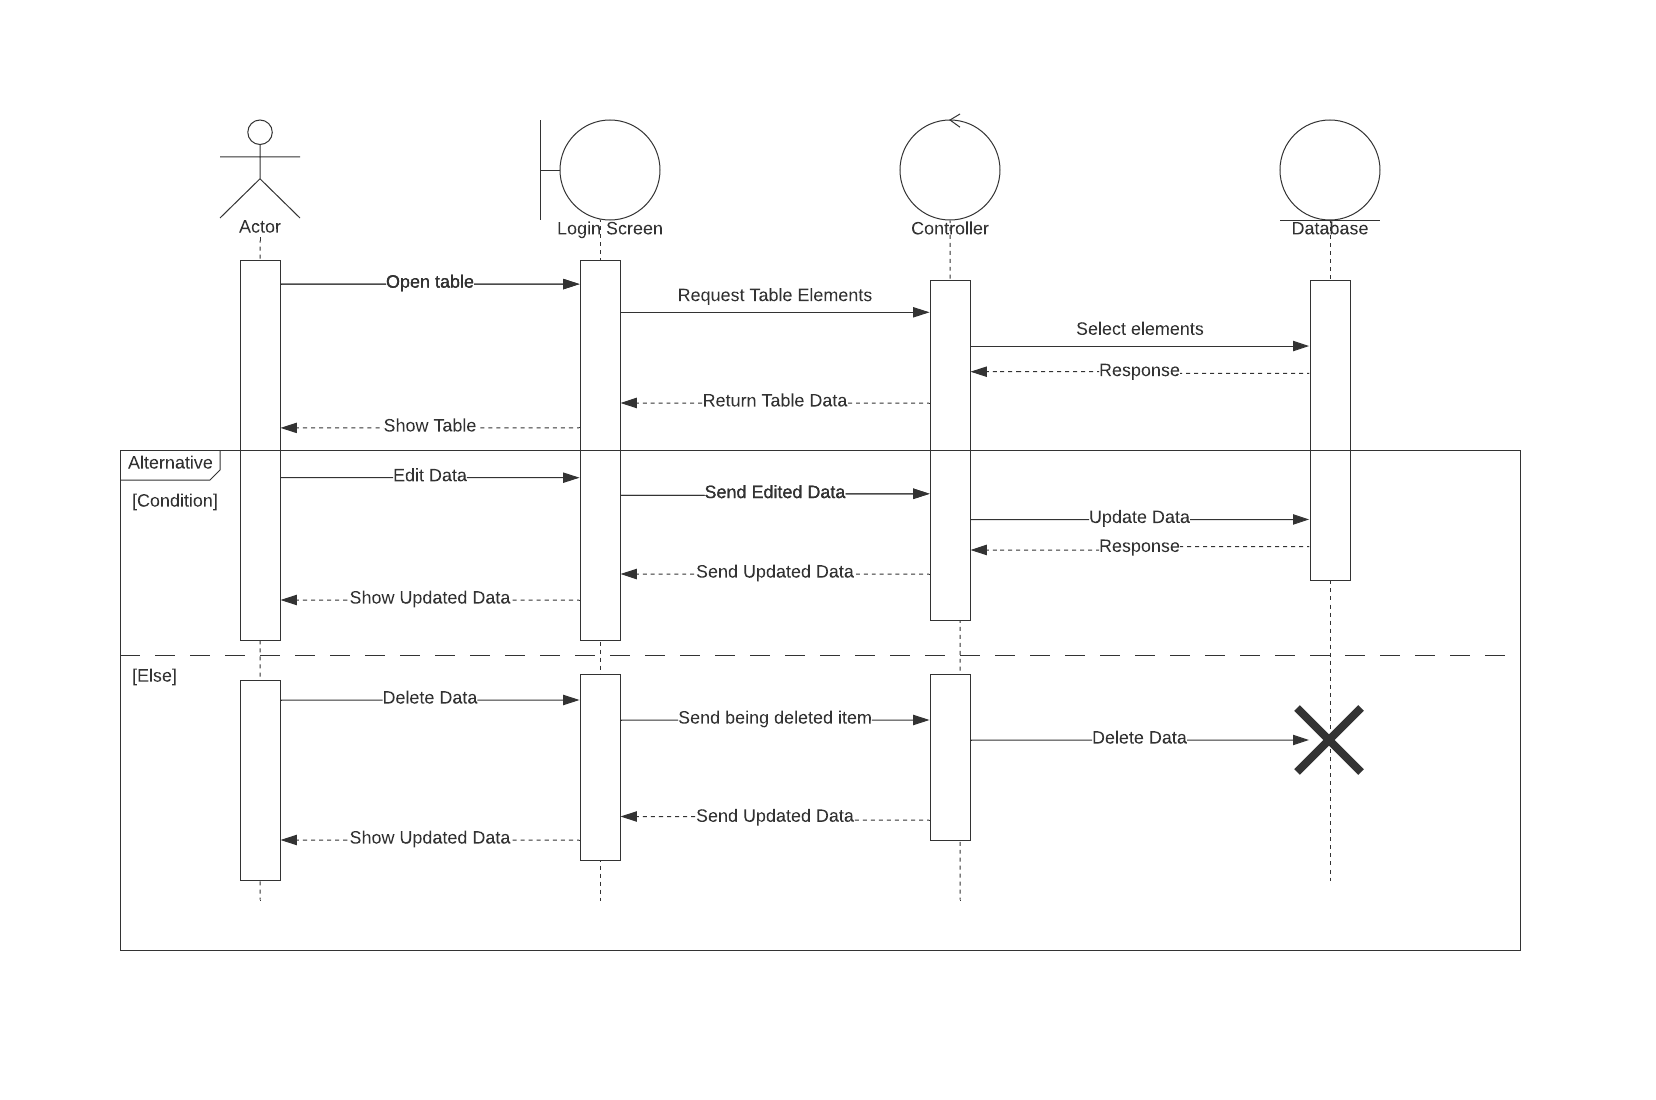 Actor
Login Screen
Controller
Database
Open table
Request Table Elements
Select elements
Response
Return Table Data
Show Table
Alternative
Edit Data
[Condition]
Send Edited Data
Update Data
Response
Send Updated Data
Show Updated Data
[Else]
Delete Data
Send being deleted item
Delete Data
Send Updated Data
Show Updated Data